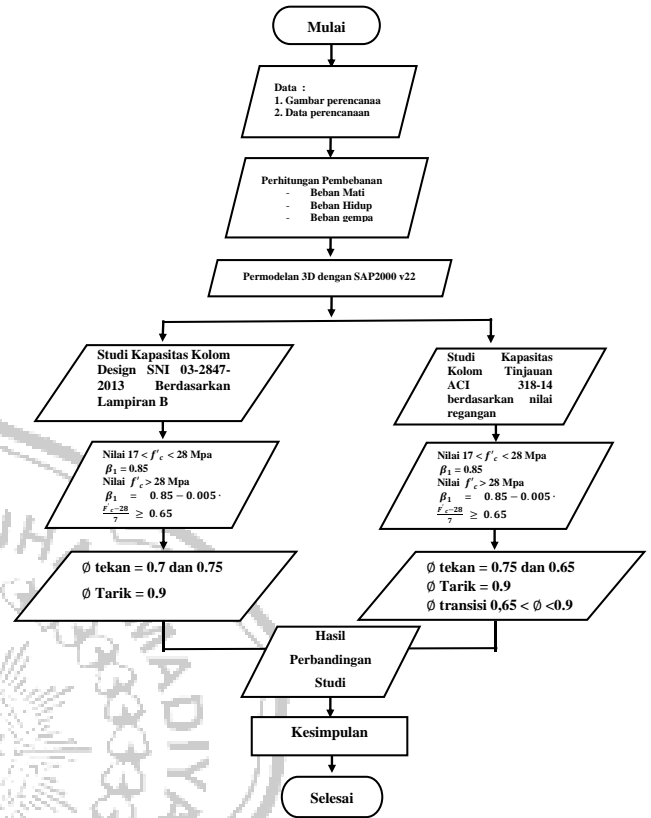 Mulai
Data :
1. Gambar perencanaa
2. Data perencanaan
Perhitungan Pembebanan
- Beban Mati
- Beban Hidup
- Beban gempa
Permodelan 3D dengan SAP2000 v22
Studi Kapasitas Kolom
Design SNI 03-2847-
2013 Berdasarkan
Lampiran B
Nilai 17 < f'c < 28 Mpa
β₁ = 0.85
Nilai f'c > 28 Mpa
β₁ = 0.85 − 0.005 ·
F'c−28/7 ≥ 0.65
∅ tekan = 0.7 dan 0.75
∅ Tarik = 0.9
Studi Kapasitas
Kolom Tinjauan
ACI 318-14
berdasarkan nilai
regangan
Nilai 17 < f'c < 28 Mpa
β₁ = 0.85
Nilai f'c > 28 Mpa
β₁ = 0.85 − 0.005 ·
F'c−28/7 ≥ 0.65
∅ tekan = 0.75 dan 0.65
∅ Tarik = 0.9
∅ transisi 0,65 < ∅ <0.9
Hasil
Perbandingan
Studi
Kesimpulan
Selesai